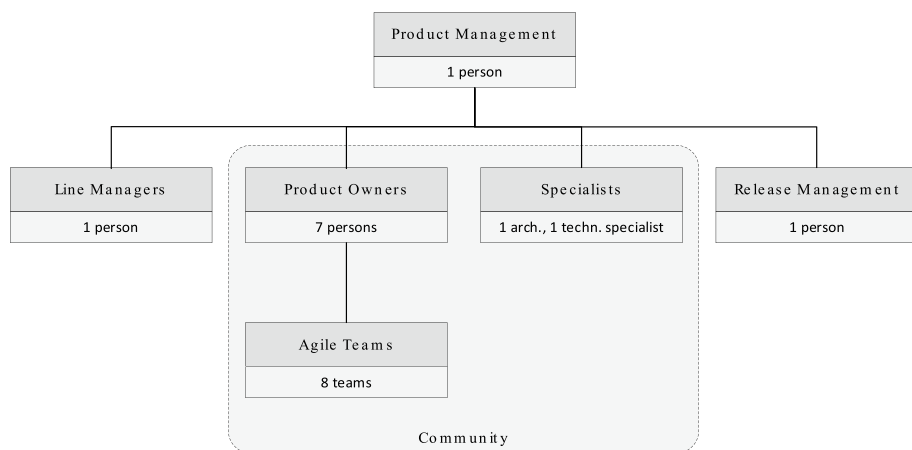 Product Management
1 person
Line Managers
1 person
Product Owners
7 persons
Specialists
1 arch., 1 techn. specialist
Release Management
1 person
Agile Teams
8 teams
Community